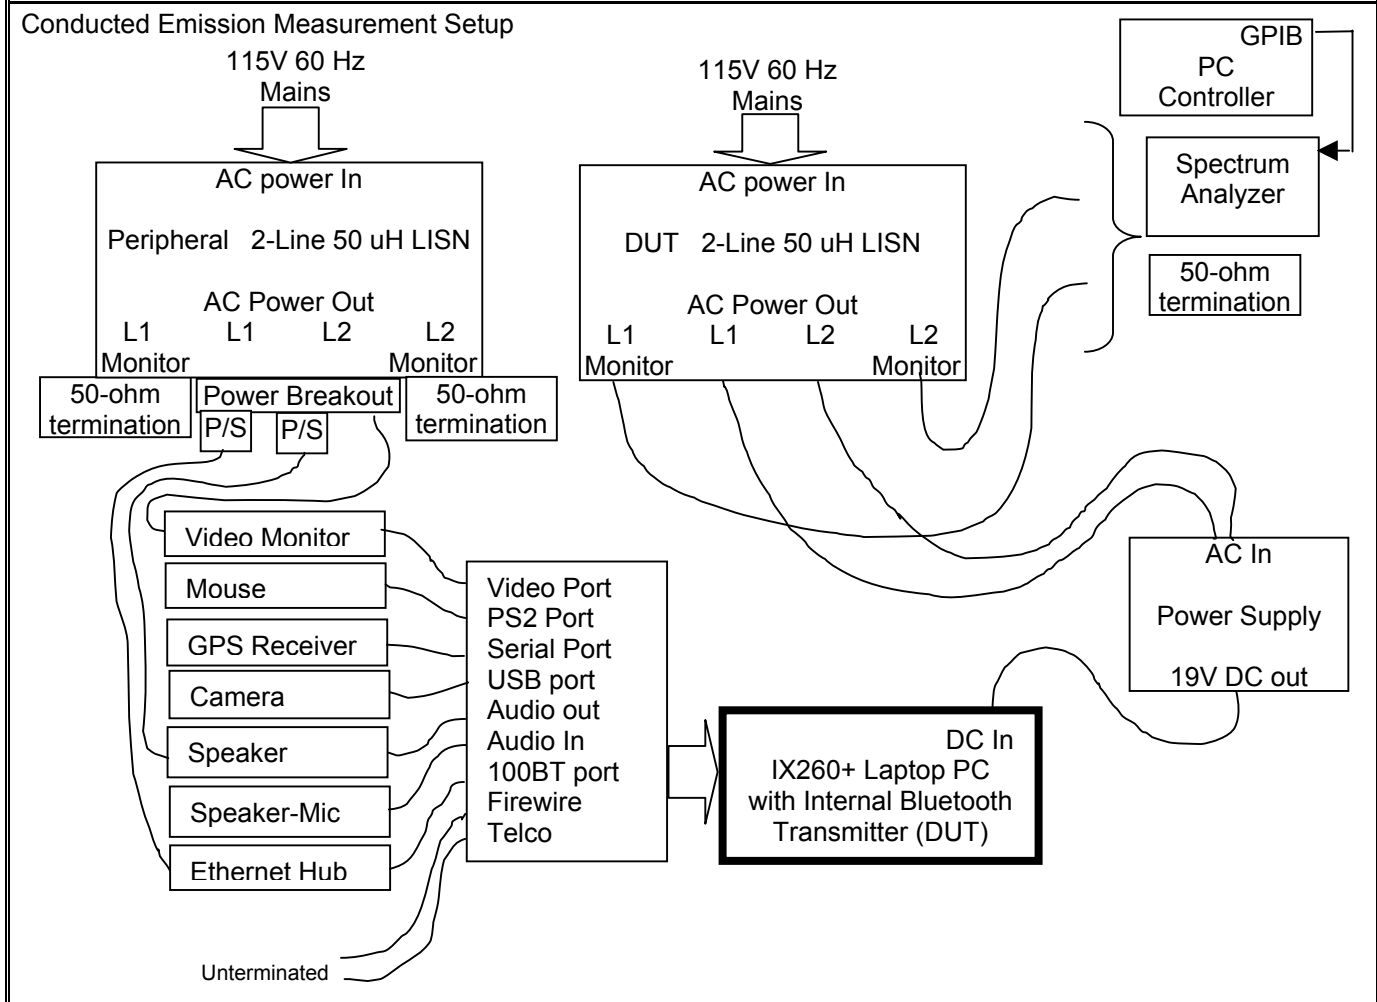 Conducted Emission Measurement Setup
115V 60 Hz
Mains
AC power In
Peripheral 2-Line 50 uH LISN
AC Power Out
L1 L1 L2 L2
Monitor Monitor
50-ohm
termination
Power Breakout
50-ohm
termination
P/S P/S
115V 60 Hz
Mains
AC power In
DUT 2-Line 50 uH LISN
AC Power Out
L1 L1 L2 L2
Monitor Monitor
GPIB
PC
Controller
Spectrum
Analyzer
50-ohm
termination
Video Monitor
Mouse
GPS Receiver
Camera
Speaker
Speaker-Mic
Ethernet Hub
Unterminated
Video Port
PS2 Port
Serial Port
USB port
Audio out
Audio In
100BT port
Firewire
Telco
DC In
IX260+ Laptop PC
with Internal Bluetooth
Transmitter (DUT)
AC In
Power Supply
19V DC out